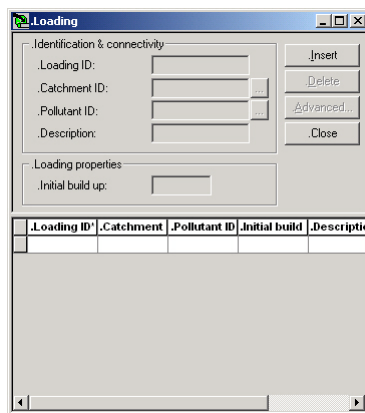 .Loading
.Identification & connectivity
.Loading ID:
.Catchment ID:
...
.Pollutant ID:
...
.Description:
.Insert
.Delete
.Advanced...
.Close
.Loading properties
.Initial build up:
.Loading ID* .Catchment .Pollutant ID .Initial build .Descriptio